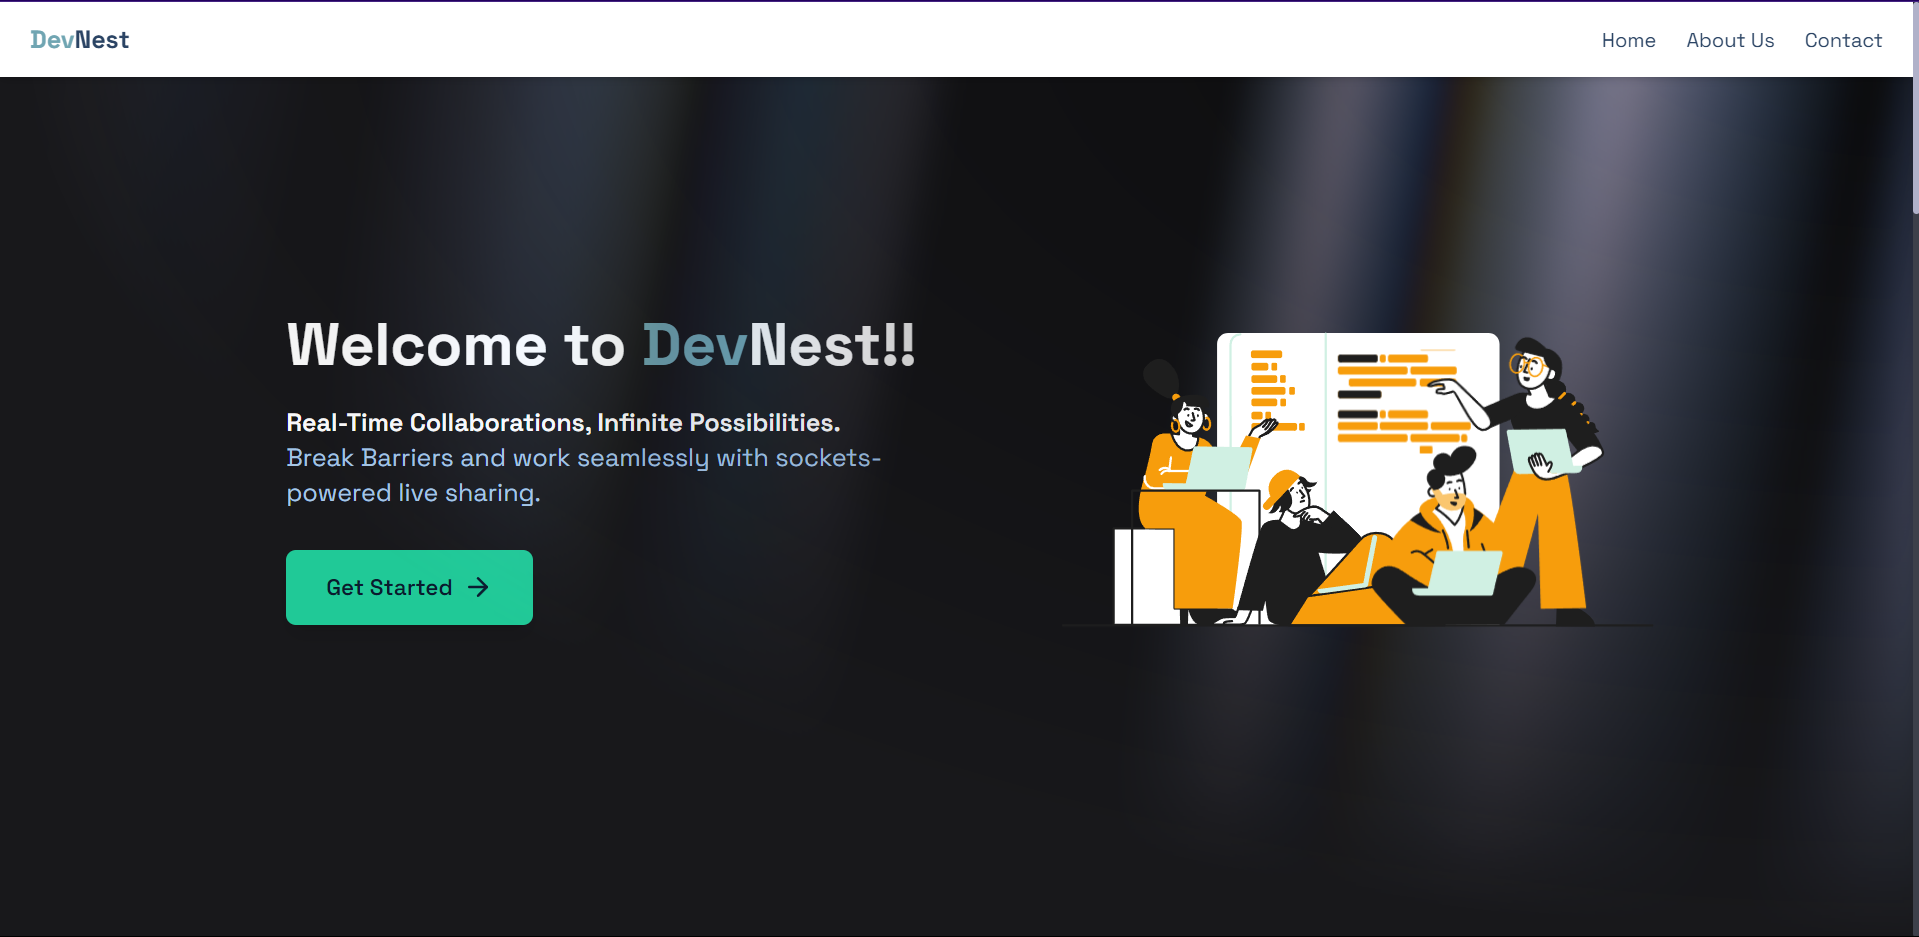 DevNest
Home About Us Contact
Welcome to DevNest!!
Real-Time Collaborations, Infinite Possibilities.
Break Barriers and work seamlessly with sockets-
powered live sharing.
Get Started